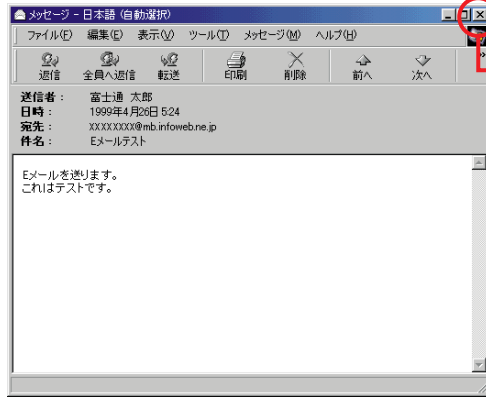 メッセージ - 日本語 (自動選択)
ファイル(F) 編集(E) 表示(V) ツール(T) メッセージ(M) ヘルプ(H)
返信 全員へ返信 転送 印刷 削除 前へ 次へ »
送信者： 富士通 太郎
日時： 1999年4月26日 5:24
宛先： XXXXXXXX@mb.infoweb.ne.jp
件名： Eメールテスト
Eメールを送ります。
これはテストです。